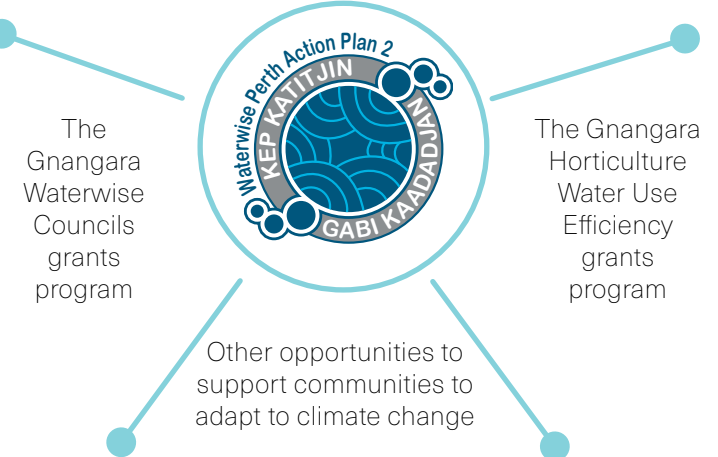 Waterwise Perth Action Plan 2
KEP KATITJIN
GABI KAADADJAN
The
Gnangara
Waterwise
Councils
grants
program
The Gnangara
Horticulture
Water Use
Efficiency
grants
program
Other opportunities to
support communities to
adapt to climate change